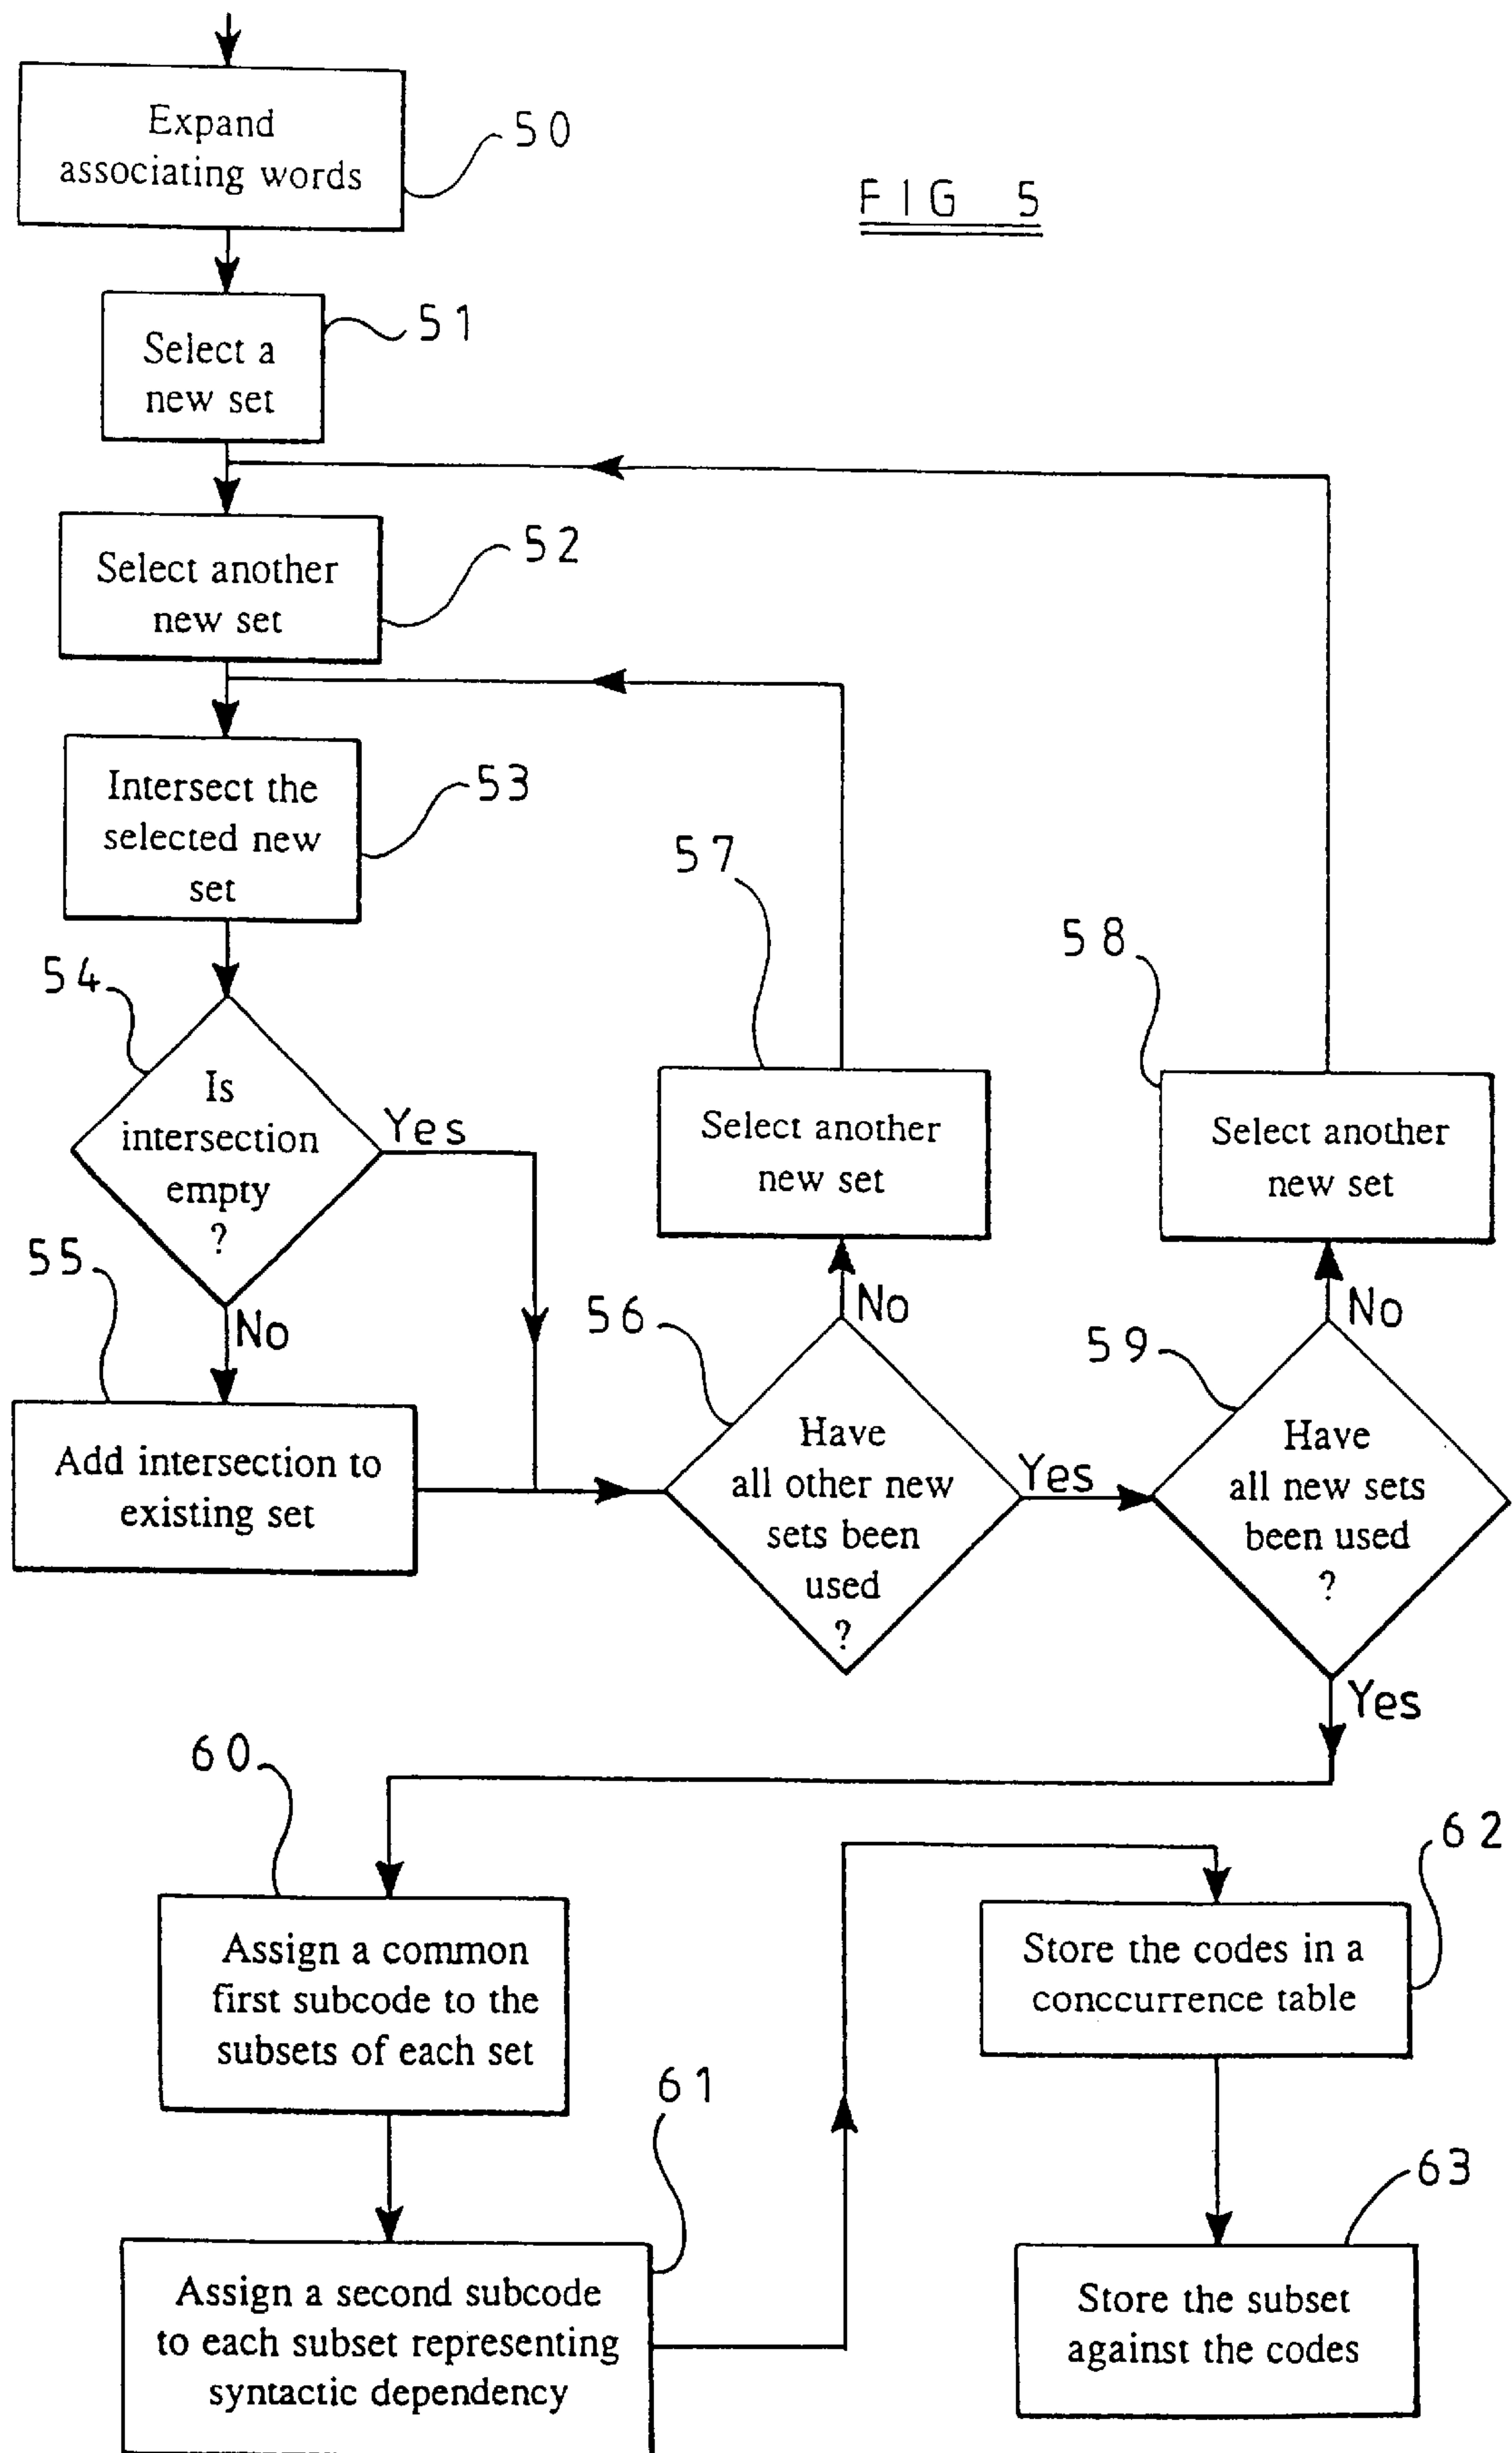 Expand
associating words
50
FIG 5
Select a
new set
51
Select another
new set
52
Intersect the
selected new
set
53
54
Is
intersection
empty
?
Yes
No
55
Add intersection to
existing set
57
Select another
new set
58
Select another
new set
56
No
Have
all other new
sets been
used
?
Yes
59
No
Have
all new sets
been used
?
Yes
60
Assign a common
first subcode to the
subsets of each set
61
Assign a second subcode
to each subset representing
syntactic dependency
62
Store the codes in a
conccurrence table
63
Store the subset
against the codes